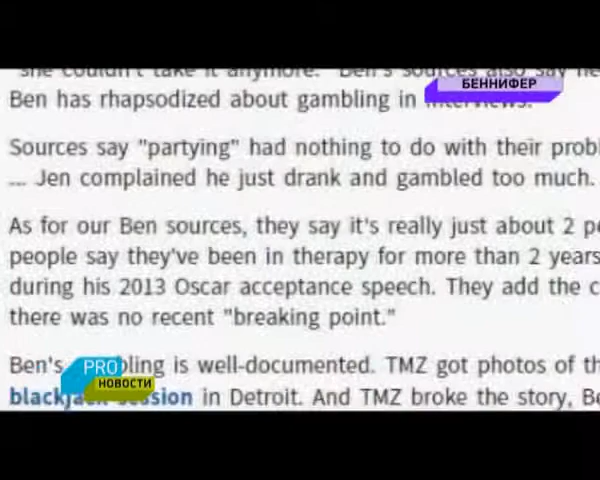 БЕННИФЕР
"she couldn't take it anymore." Ben's sources also say he
Ben has rhapsodized about gambling in interviews.
Sources say "partying" had nothing to do with their
... Jen complained he just drank and gambled too much.
As for our Ben sources, they say it's really just about 2
people say they've been in therapy for more than 2 years
during his 2013 Oscar acceptance speech. They add the
there was no recent "breaking point."
Ben's gambling is well-documented. TMZ got photos of
blackjack session in Detroit. And TMZ broke the story,
PRO
НОВОСТИ